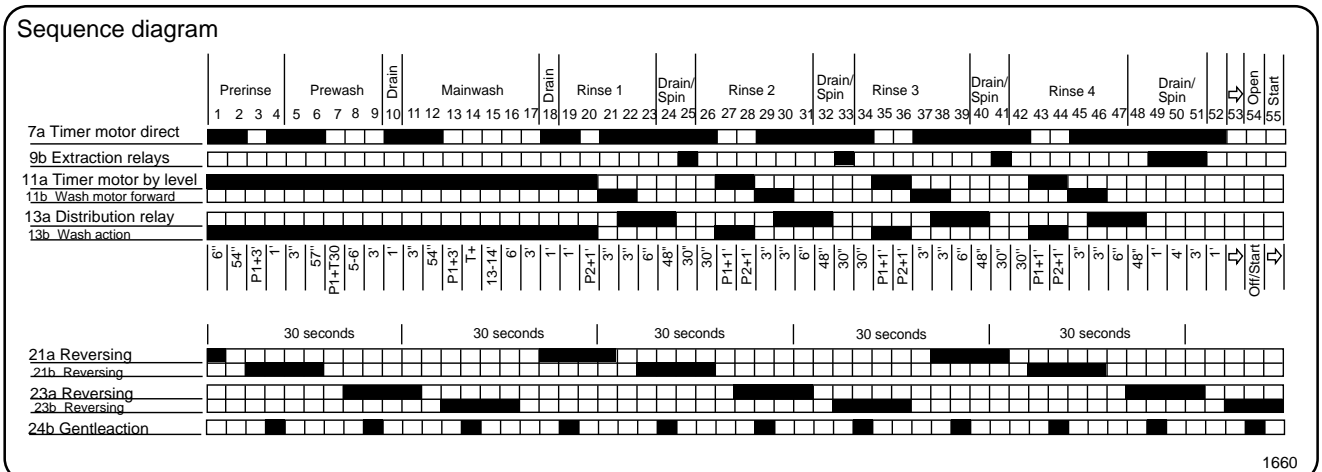 Sequence diagram
Prerinse Prewash Drain Mainwash Drain Rinse 1 Drain/ Spin Rinse 2 Drain/ Spin Rinse 3 Drain/ Spin Rinse 4 Drain/ Spin ⇨ Open Start
1 2 3 4 5 6 7 8 9 10 11 12 13 14 15 16 17 18 19 20 21 22 23 24 25 26 27 28 29 30 31 32 33 34 35 36 37 38 39 40 41 42 43 44 45 46 47 48 49 50 51 52 53 54 55
7a Timer motor direct
9b Extraction relays
11a Timer motor by level
11b Wash motor forward
13a Distribution relay
13b Wash action
6" 54" P1+3' 1' 3" 57" P1+T30 5-6' 3' 1' 3" 54" P1+3' T+ 13-14' 6' 3' 1' 1' P2+1' 3" 3" 6" 48" 30" 30" P1+1' P2+1' 3" 3" 6" 48" 30" 30" P1+1' P2+1' 3" 3" 6" 48" 30" 30" P1+1' P2+1' 3" 3" 6" 48" 1' 4' 3' 1' ⇨ Off/Start ⇨
30 seconds 30 seconds 30 seconds 30 seconds 30 seconds
21a Reversing
21b Reversing
23a Reversing
23b Reversing
24b Gentleaction
1660